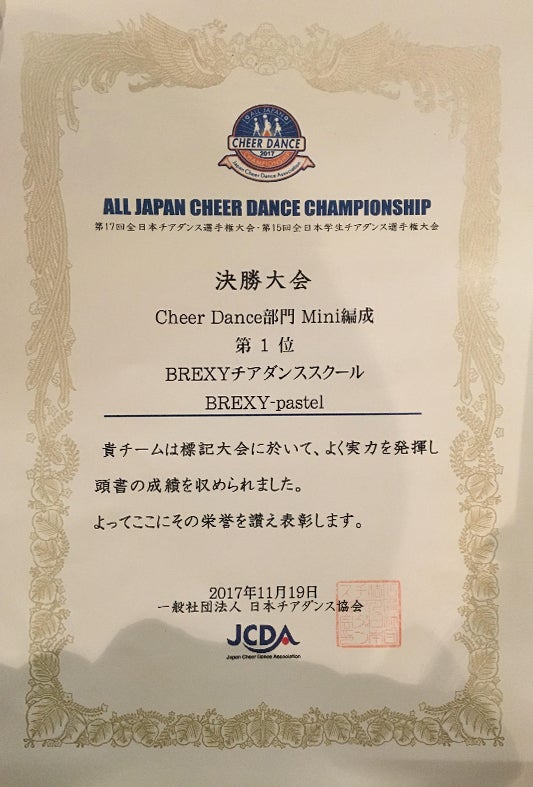 ALL JAPAN
CHEER DANCE
2017
CHAMPIONSHIP
Japan Cheer Dance Association
ALL JAPAN CHEER DANCE CHAMPIONSHIP
第17回全日本チアダンス選手権大会・第15回全日本学生チアダンス選手権大会
決勝大会
Cheer Dance部門 Mini編成
第 1 位
BREXYチアダンススクール
BREXY-pastel
貴チームは標記大会に於いて、よく実力を発揮し
頭書の成績を収められました。
よってここにその栄誉を讃え表彰します。
2017年11月19日
一般社団法人 日本チアダンス協会
JCDA
Japan Cheer Dance Association